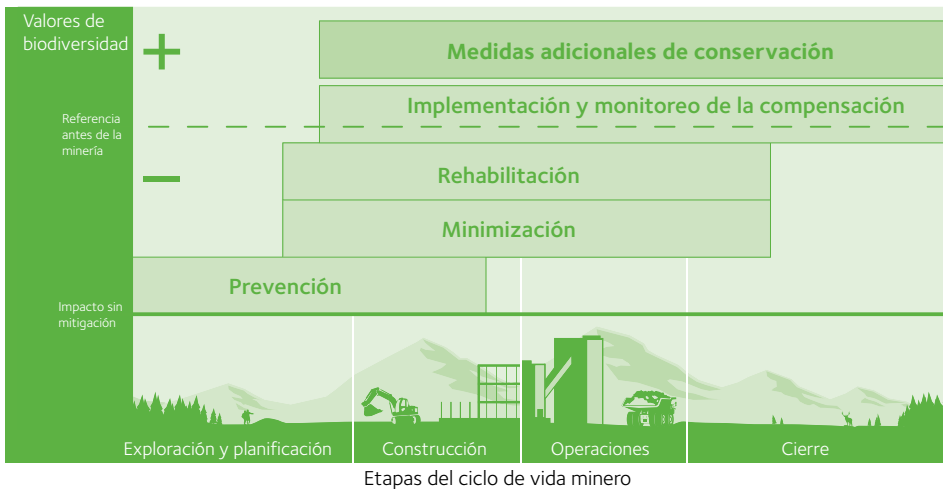 Valores de
biodiversidad
+
Medidas adicionales de conservación
Implementación y monitoreo de la compensación
Referencia
antes de la
minería
–
Rehabilitación
Minimización
Prevención
Impacto sin
mitigación
Exploración y planificación
Construcción
Operaciones
Cierre
Etapas del ciclo de vida minero